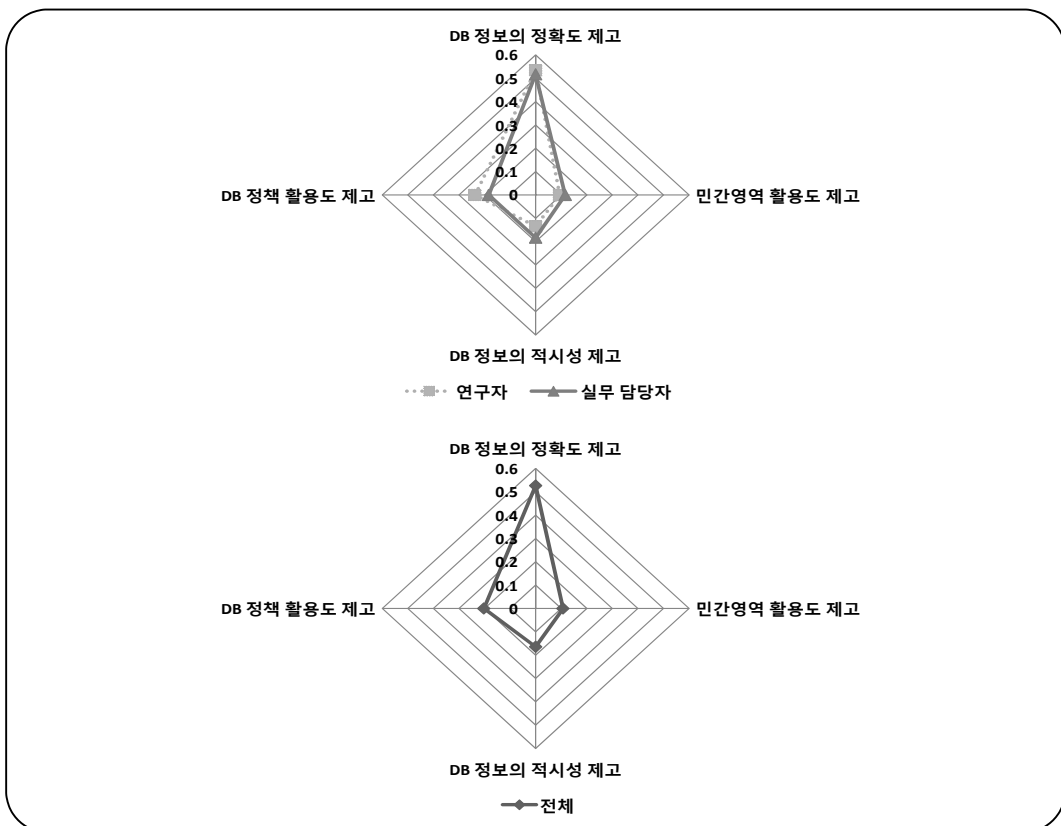 DB 정보의 정확도 제고
0.6
0.5
0.4
0.3
0.2
0.1
0
DB 정책 활용도 제고
민간영역 활용도 제고
DB 정보의 적시성 제고
연구자 실무 담당자
DB 정보의 정확도 제고
0.6
0.5
0.4
0.3
0.2
0.1
0
DB 정책 활용도 제고
민간영역 활용도 제고
DB 정보의 적시성 제고
전체